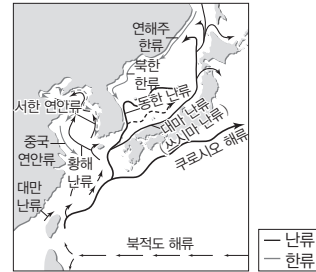 연해주
한류
북한
한류
동한 난류
서한 연안류
대마 난류
(쓰시마 난류)
중국
연안류
황해
난류
쿠로시오 해류
대만
난류
북적도 해류
난류
한류